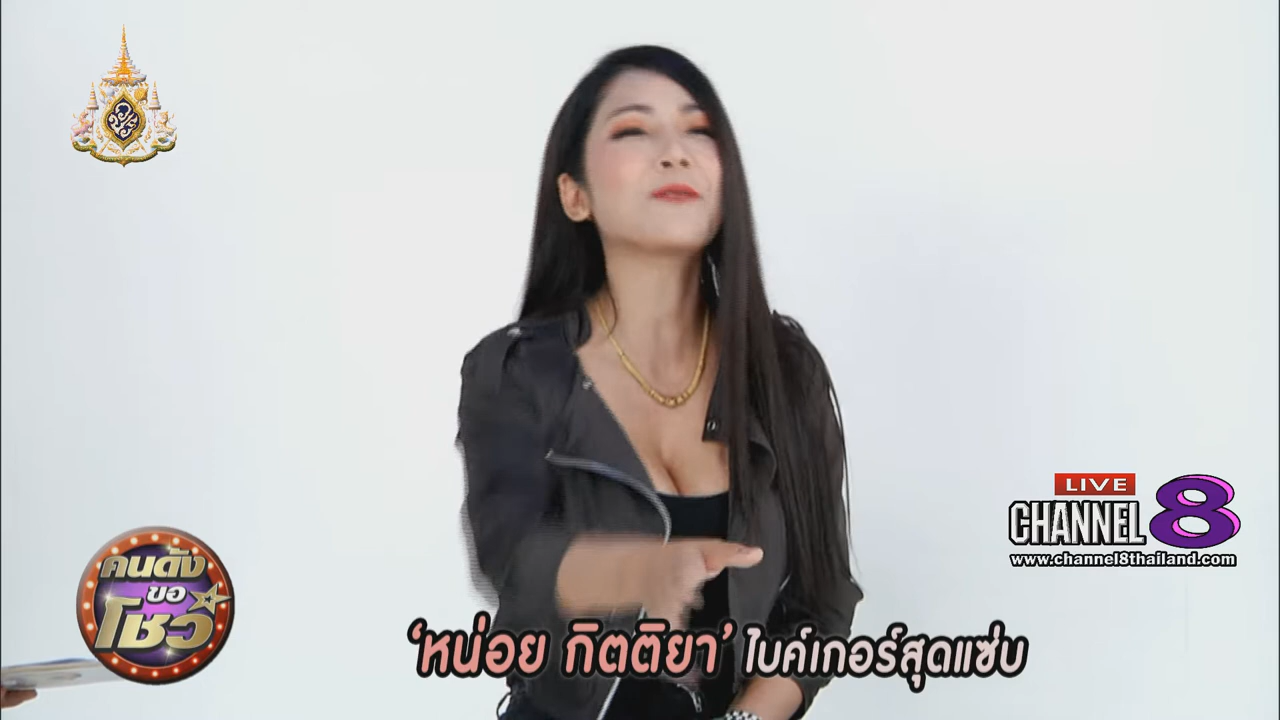 LIVE
CHANNEL 8
www.channel8thailand.com
คนดัง
ขอ
โชว์
‘หน่อย กิตติยา’ ไบค์เกอร์สุดแซ่บ